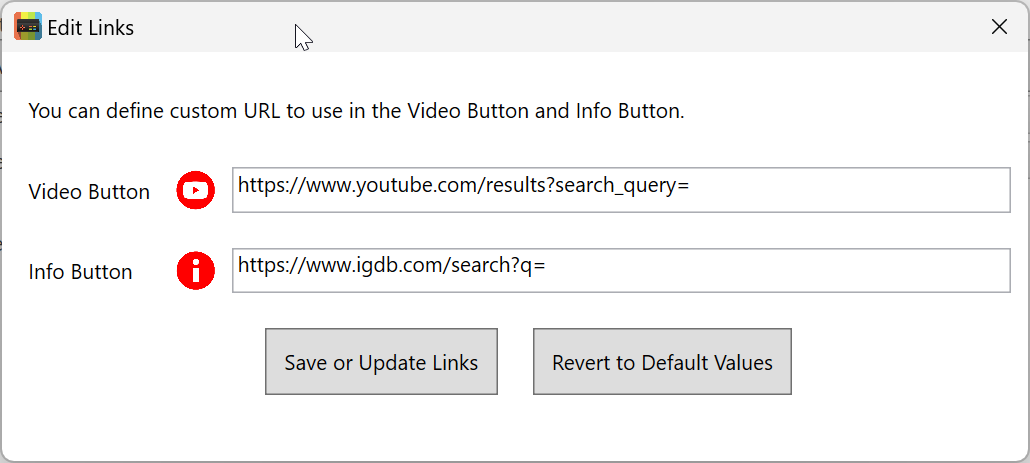 Edit Links
You can define custom URL to use in the Video Button and Info Button.
Video Button
https://www.youtube.com/results?search_query=
Info Button
https://www.igdb.com/search?q=
Save or Update Links
Revert to Default Values